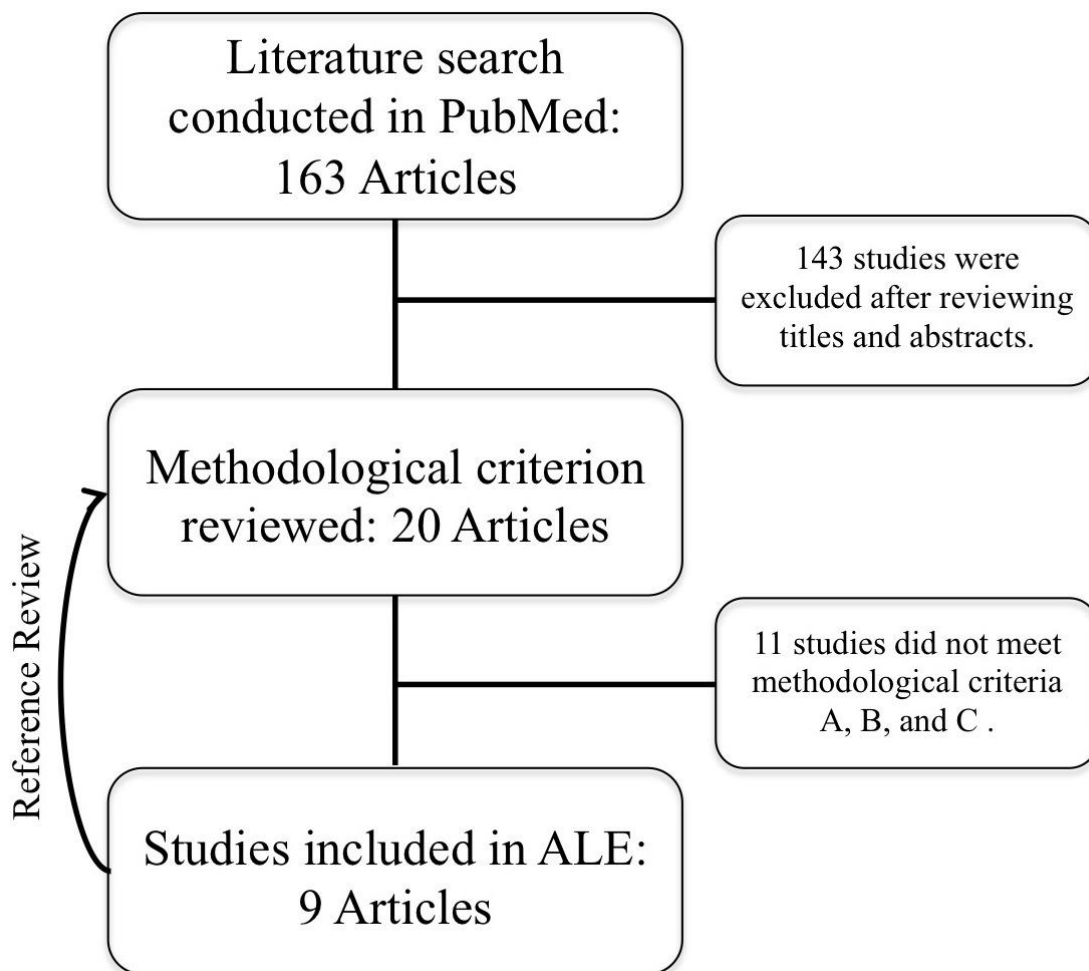 Literature search
conducted in PubMed:
163 Articles
143 studies were
excluded after reviewing
titles and abstracts.
Methodological criterion
reviewed: 20 Articles
Reference Review
11 studies did not meet
methodological criteria
A, B, and C .
Studies included in ALE:
9 Articles